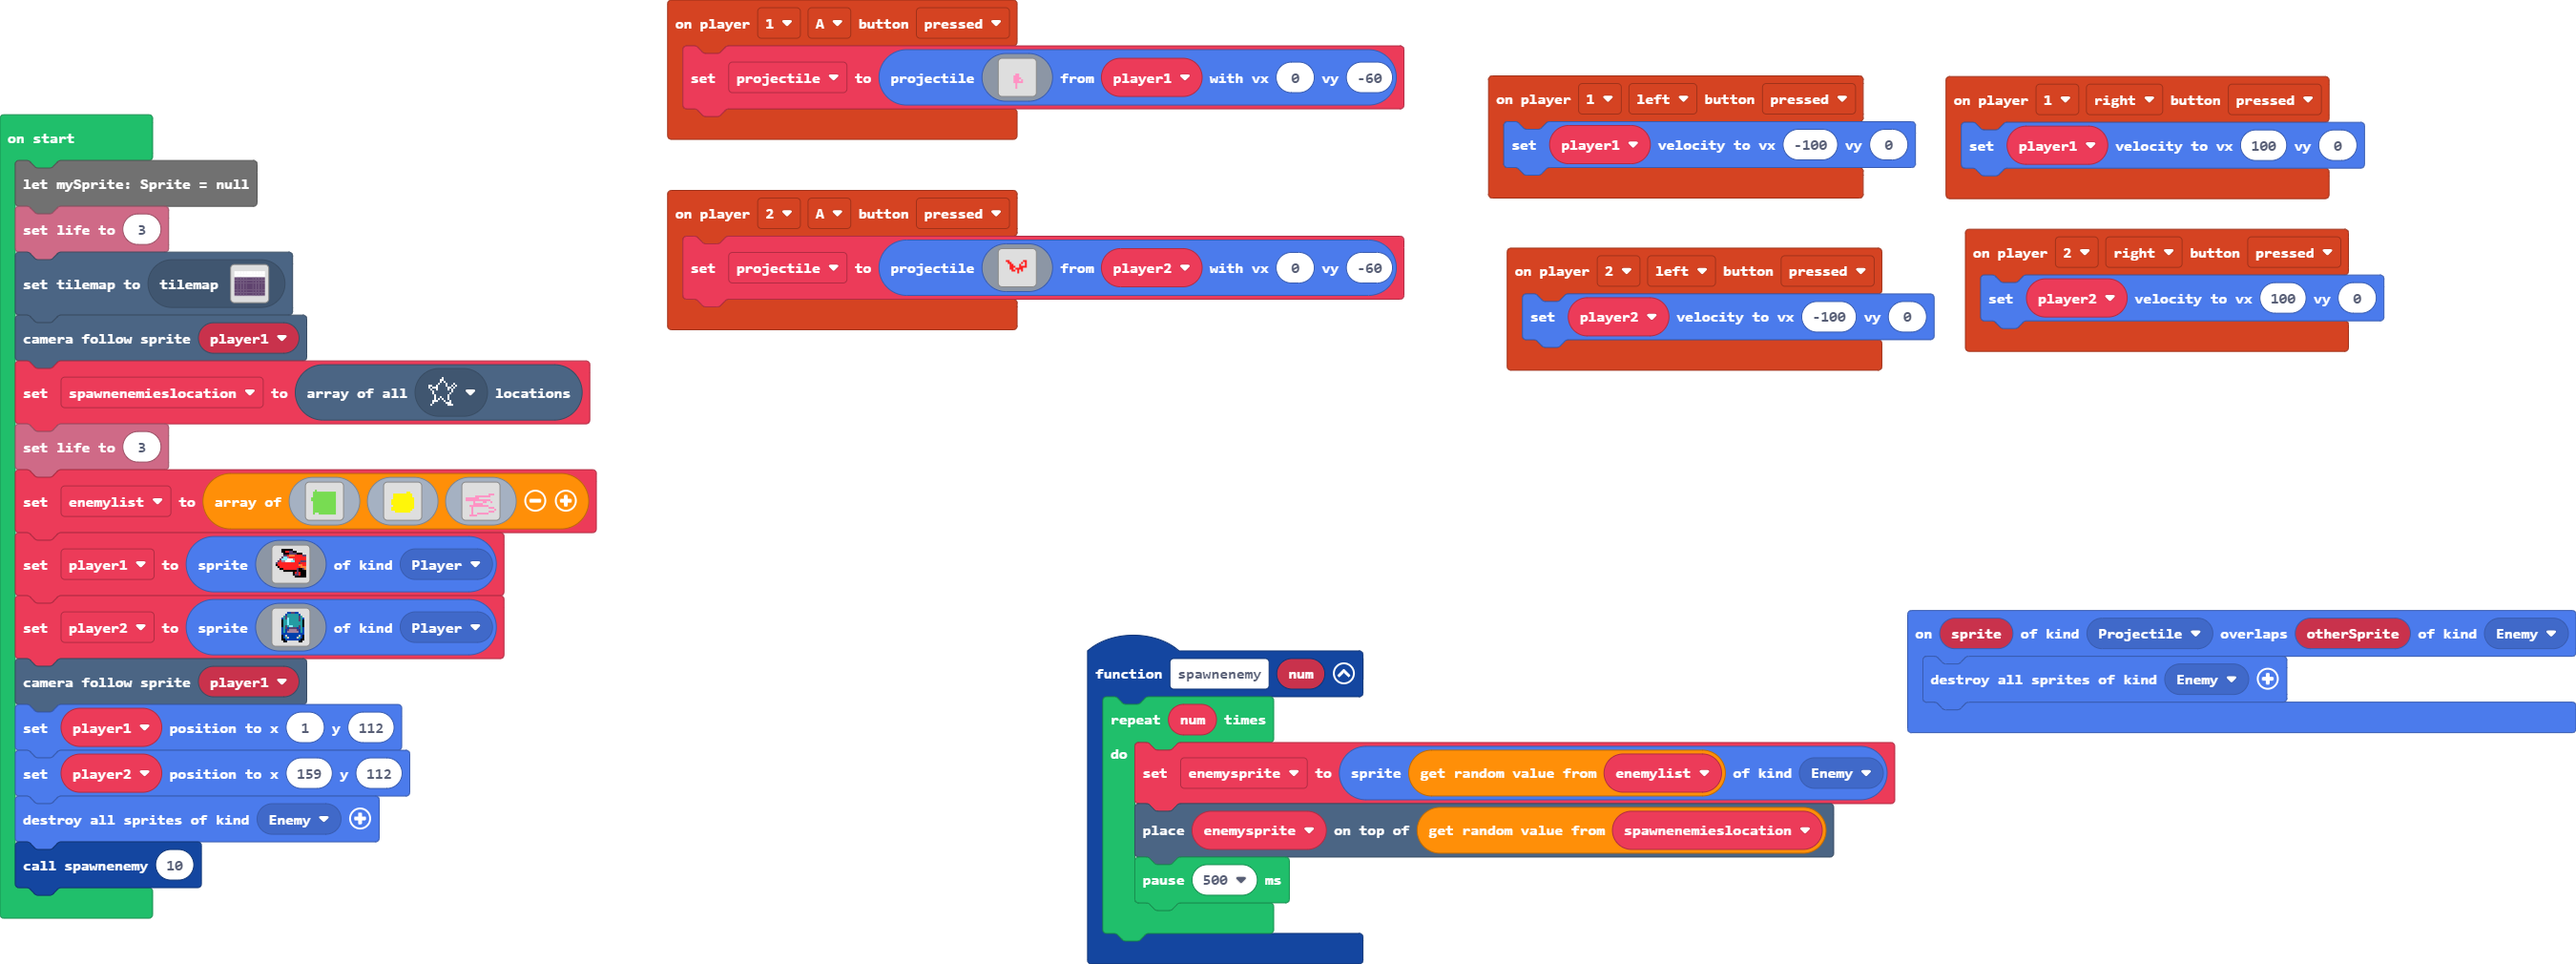 on start
let mySprite: Sprite = null
set life to 3
set tilemap to tilemap
camera follow sprite player1
set spawnenemieslocation to array of all locations
set life to 3
set enemylist to array of
set player1 to sprite of kind Player
set player2 to sprite of kind Player
camera follow sprite player1
set player1 position to x 1 y 112
set player2 position to x 159 y 112
destroy all sprites of kind Enemy
call spawnenemy 10
on player 1 A button pressed
set projectile to projectile from player1 with vx 0 vy -60
on player 2 A button pressed
set projectile to projectile from player2 with vx 0 vy -60
on player 1 left button pressed
set player1 velocity to vx -100 vy 0
on player 1 right button pressed
set player1 velocity to vx 100 vy 0
on player 2 left button pressed
set player2 velocity to vx -100 vy 0
on player 2 right button pressed
set player2 velocity to vx 100 vy 0
function spawnenemy num
repeat num times
do
set enemysprite to sprite get random value from enemylist of kind Enemy
place enemysprite on top of get random value from spawnenemieslocation
pause 500 ms
on sprite of kind Projectile overlaps otherSprite of kind Enemy
destroy all sprites of kind Enemy